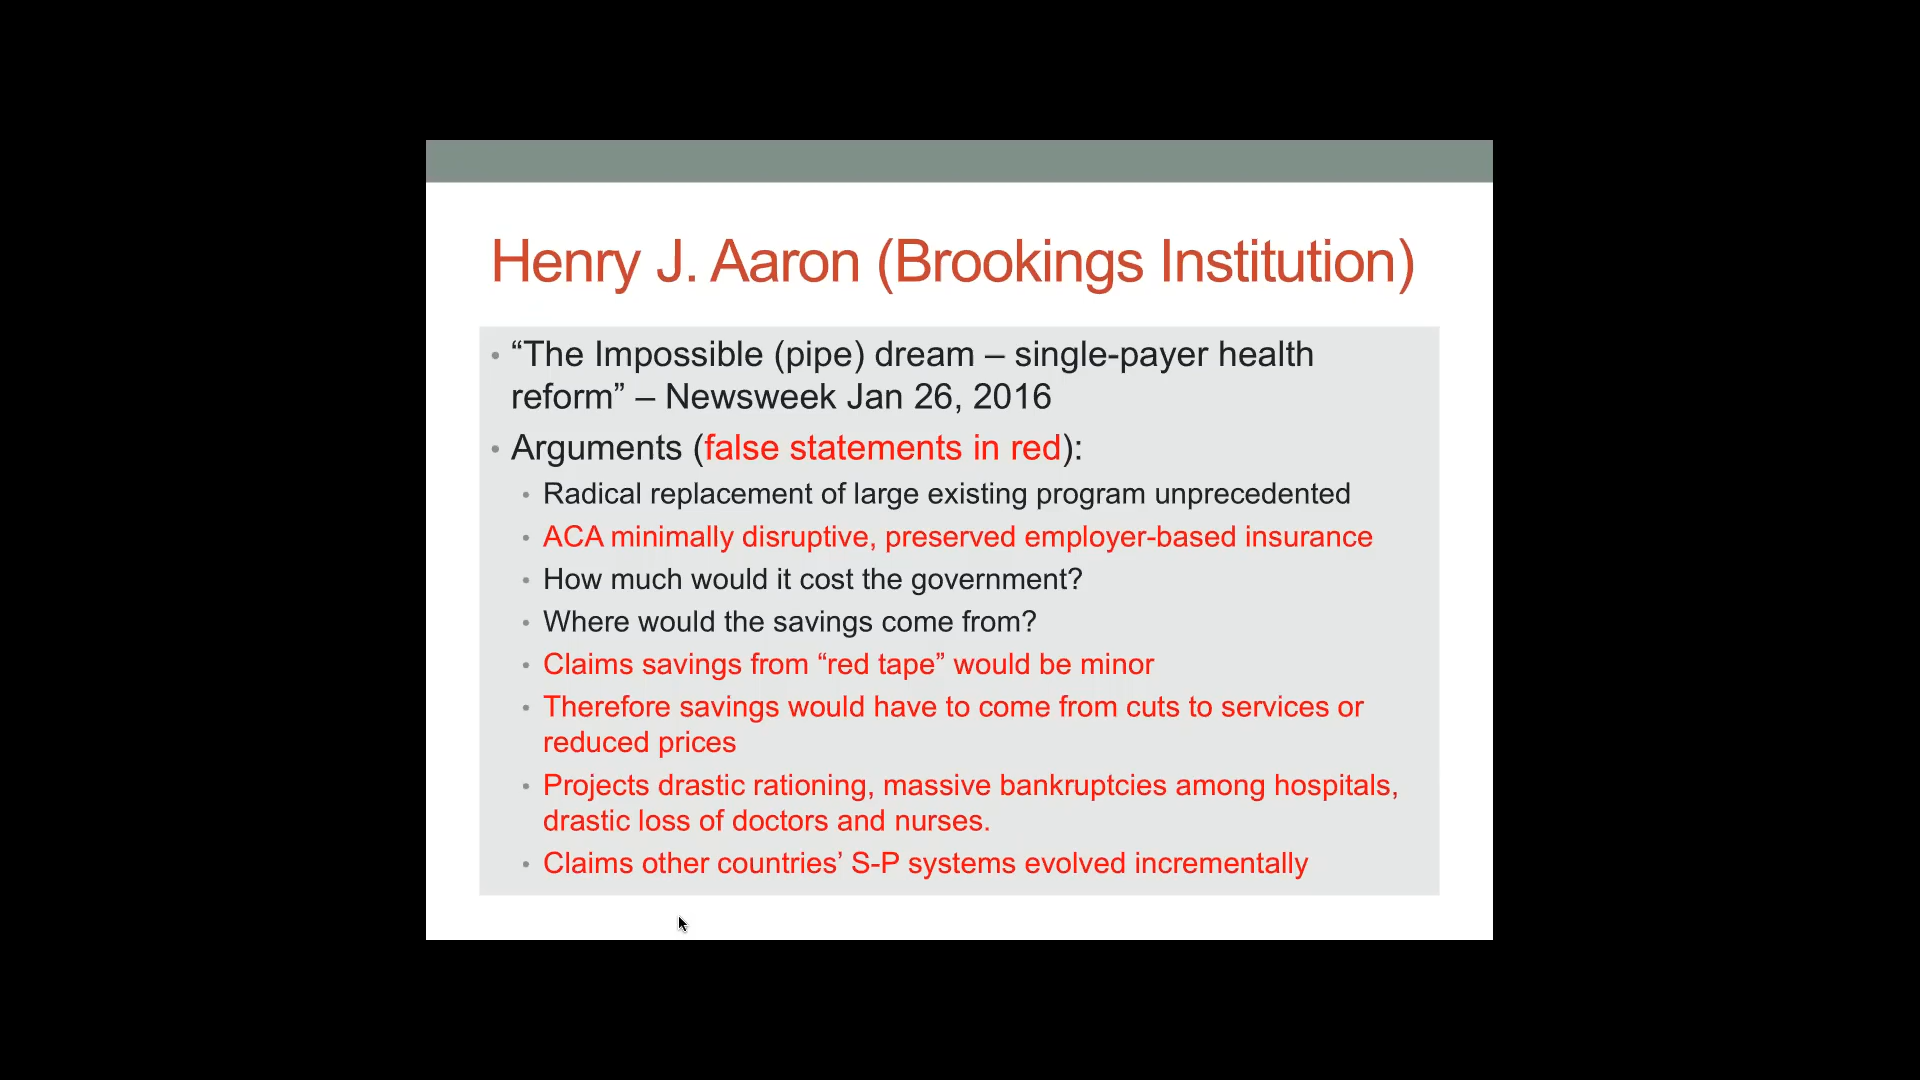 Henry J. Aaron (Brookings Institution)
• “The Impossible (pipe) dream – single-payer health
reform” – Newsweek Jan 26, 2016
• Arguments (false statements in red):
• Radical replacement of large existing program unprecedented
• ACA minimally disruptive, preserved employer-based insurance
• How much would it cost the government?
• Where would the savings come from?
• Claims savings from “red tape” would be minor
• Therefore savings would have to come from cuts to services or
reduced prices
• Projects drastic rationing, massive bankruptcies among hospitals,
drastic loss of doctors and nurses.
• Claims other countries’ S-P systems evolved incrementally